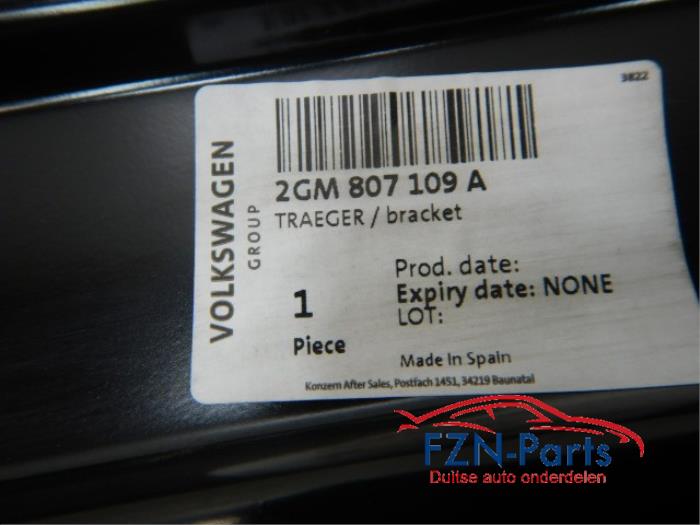 3822
VOLKSWAGEN
GROUP
2GM 807 109 A
TRAEGER / bracket
1
Piece
Prod. date:
Expiry date: NONE
LOT:
Made In Spain
Konzern After Sales, Postfach 1451, 34219 Baunatal
FZN-Parts
Duitse auto onderdelen